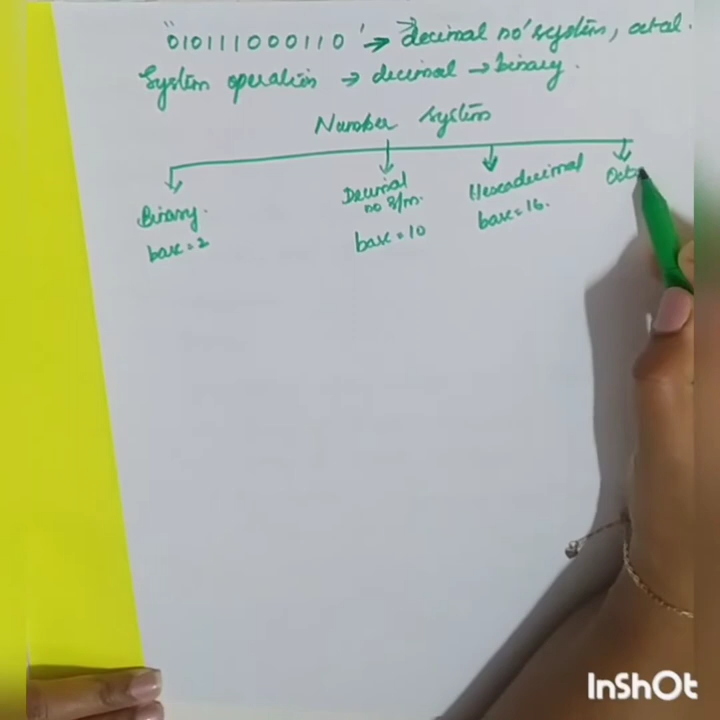 "010111000110' → decimal no' system, octal.
System operation → decimal → binary.
Number system
Binary. Decimal no s/m. Hexadecimal Octa
base = 2 base = 10 base = 16.
InShOt